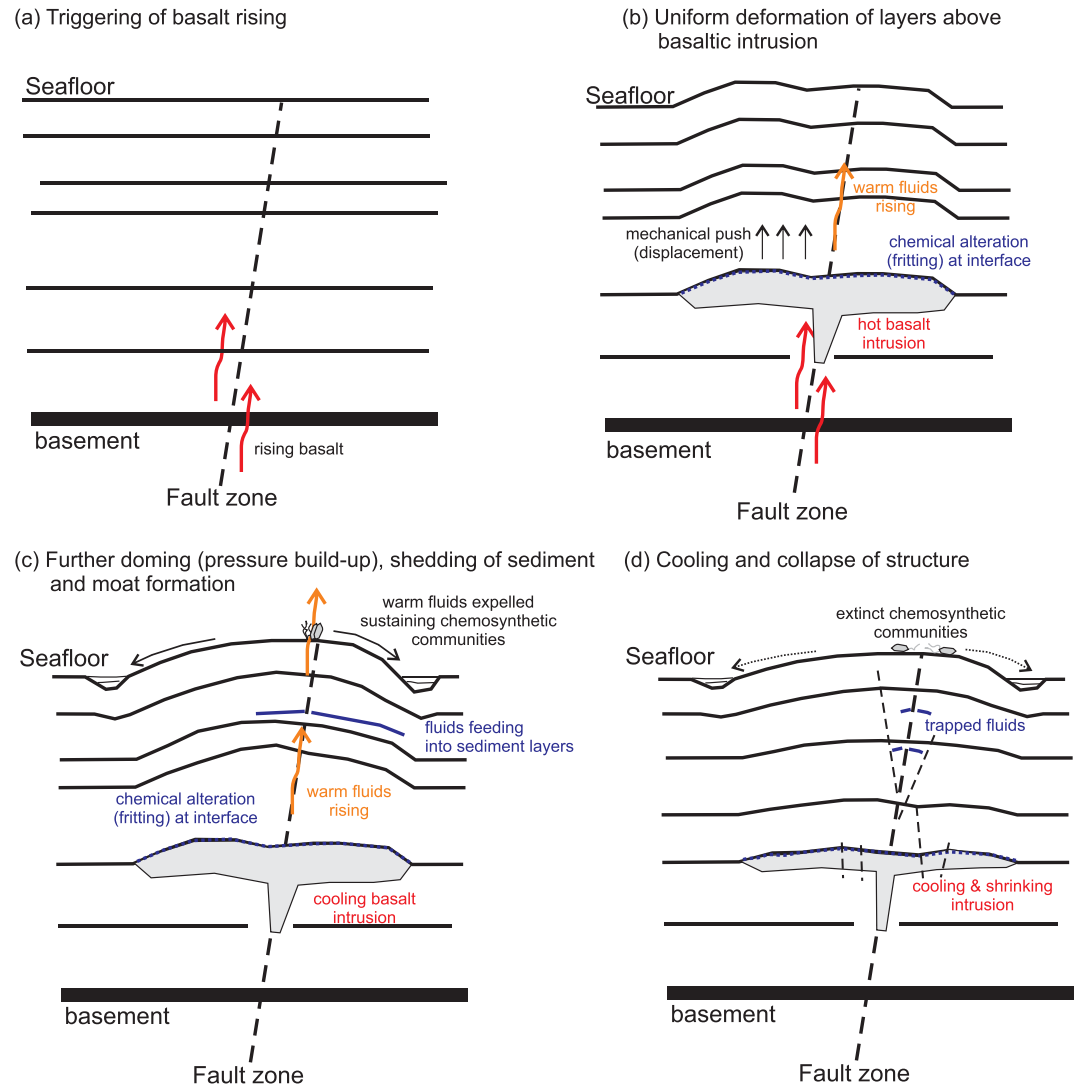 (a) Triggering of basalt rising
Seafloor
basement
rising basalt
Fault zone
(b) Uniform deformation of layers above
basaltic intrusion
Seafloor
warm fluids
rising
mechanical push
(displacement)
chemical alteration
(fritting) at interface
hot basalt
intrusion
basement
Fault zone
(c) Further doming (pressure build-up), shedding of sediment
and moat formation
warm fluids expelled
sustaining chemosynthetic
communities
Seafloor
fluids feeding
into sediment layers
chemical alteration
(fritting) at interface
warm fluids
rising
cooling basalt
intrusion
basement
Fault zone
(d) Cooling and collapse of structure
extinct chemosynthetic
communities
Seafloor
trapped fluids
cooling & shrinking
intrusion
basement
Fault zone